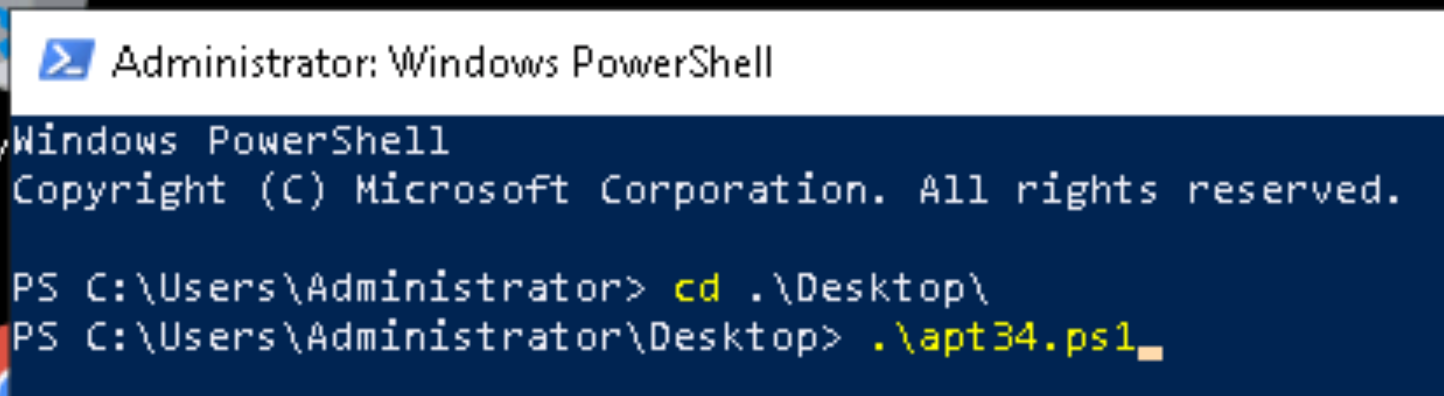 Administrator: Windows PowerShell
Windows PowerShell
Copyright (C) Microsoft Corporation. All rights reserved.
PS C:\Users\Administrator> cd .\Desktop\
PS C:\Users\Administrator\Desktop> .\apt34.ps1